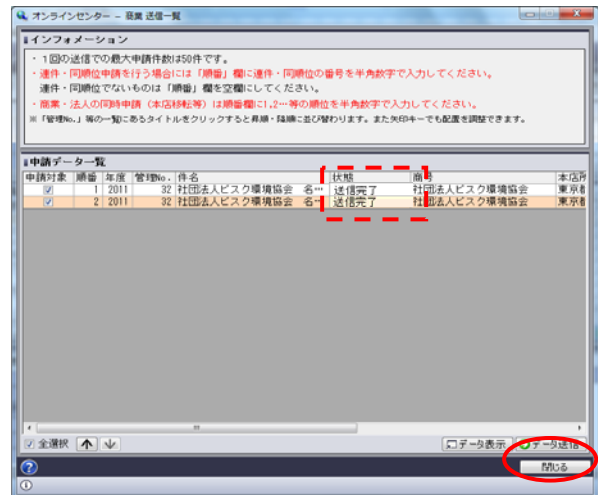 オンラインセンター － 商業 送信一覧
インフォメーション
・１回の送信での最大申請件数は50件です。
・連件・同順位申請を行う場合には「順番」欄に連件・同順位の番号を半角数字で入力してください。
連件・同順位でないものは「順番」欄を空欄にしてください。
・商業・法人の同時申請（本店移転等）は順番欄に1,2…等の順位を半角数字で入力してください。
※「管理No.」等の一覧にあるタイトルをクリックすると昇順・降順に並び替わります。また矢印キーでも配置を調整できます。
申請データ一覧
申請対象 順番 年度 管理No. 件名 状態 商号 本店所
1 2011 32 社団法人ビスク環境協会 名… 送信完了 社団法人ビスク環境協会 東京都
2 2011 32 社団法人ビスク環境協会 名… 送信完了 社団法人ビスク環境協会 東京都
全選択 データ表示 データ送信
閉じる